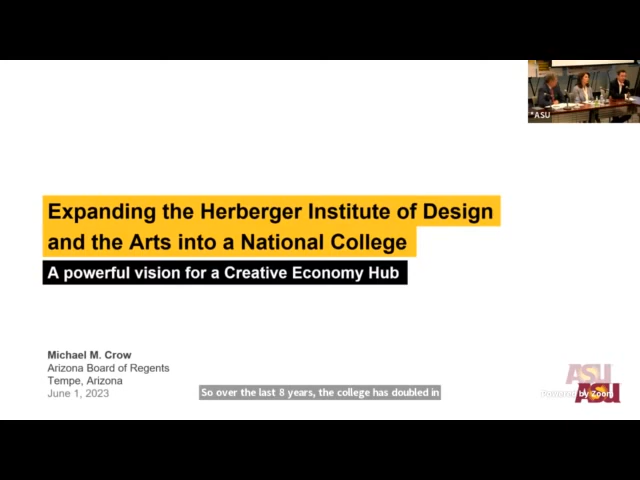 *ASU
Expanding the Herberger Institute of Design
and the Arts into a National College
A powerful vision for a Creative Economy Hub
Michael M. Crow
Arizona Board of Regents
Tempe, Arizona
June 1, 2023
So over the last 8 years, the college has doubled in
ASU
ASU
Powered by Zoom